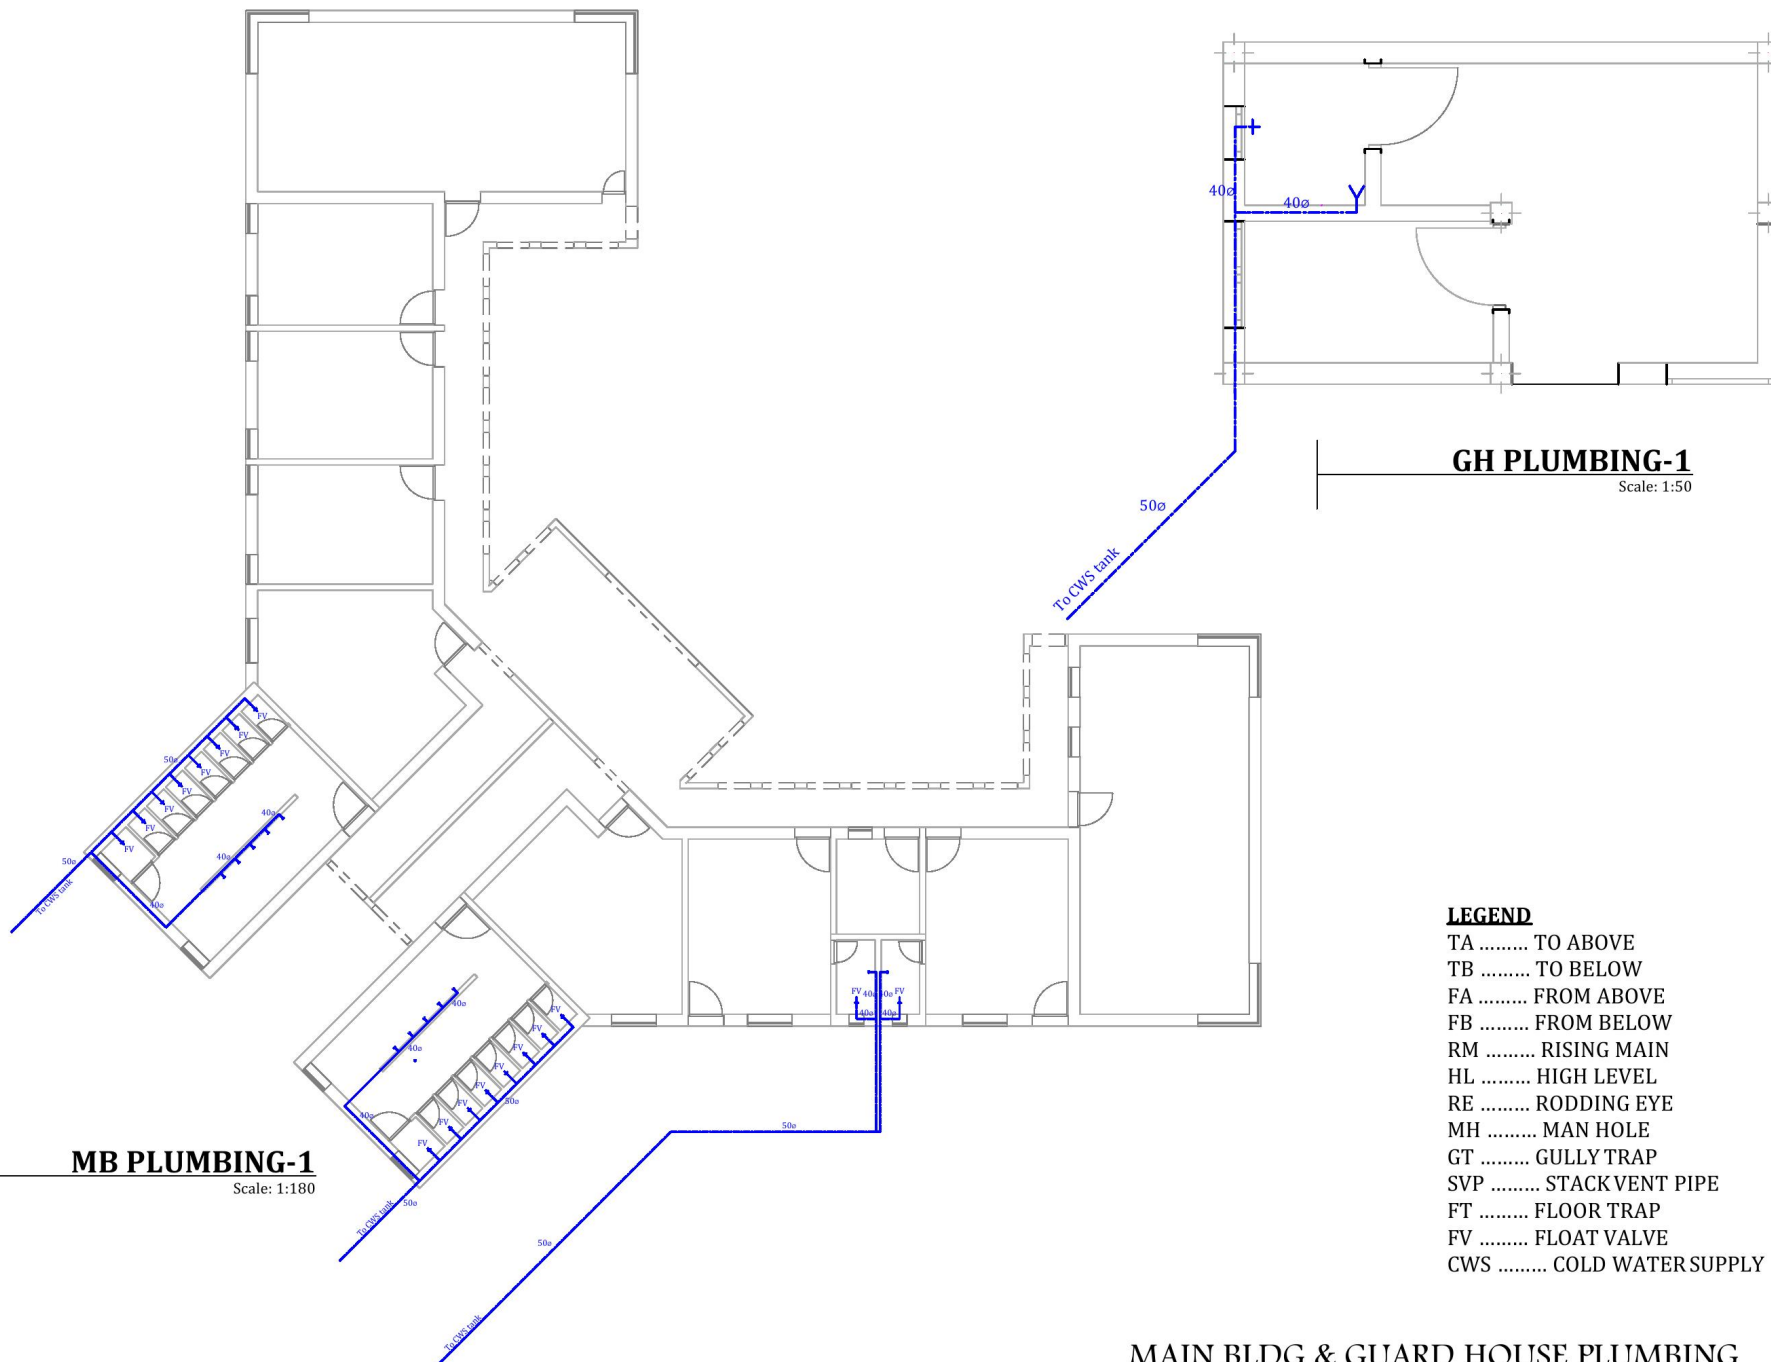 40ø
40ø
GH PLUMBING-1
Scale: 1:50
50ø
To CWS tank
FV
FV
FV
FV
FV
FV
FV
FV
50ø
40ø
40ø
50ø
To CWS tank
40ø
LEGEND
TA ......... TO ABOVE
TB ......... TO BELOW
FA ......... FROM ABOVE
FB ......... FROM BELOW
RM ......... RISING MAIN
HL ......... HIGH LEVEL
RE ......... RODDING EYE
MH ......... MAN HOLE
GT ......... GULLY TRAP
SVP ......... STACK VENT PIPE
FT ......... FLOOR TRAP
FV ......... FLOAT VALVE
CWS ......... COLD WATER SUPPLY
FV 40ø 40ø FV
40ø 40ø
40ø
40ø
40ø
FV
FV
FV
FV
FV
FV
FV
FV
50ø
50ø
To CWS tank
50ø
50ø
To CWS tank
MB PLUMBING-1
Scale: 1:180
MAIN BLDG & GUARD HOUSE PLUMBING